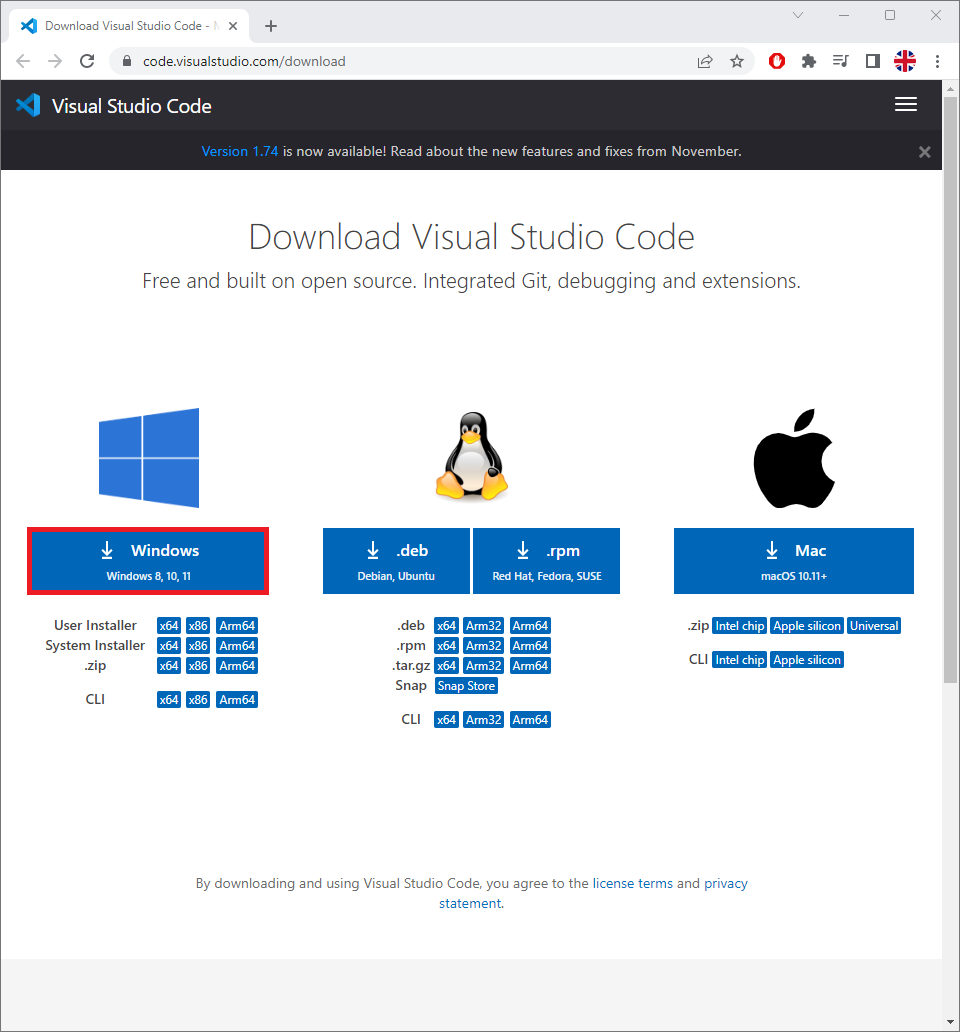 Download Visual Studio Code -
code.visualstudio.com/download
Visual Studio Code
Version 1.74 is now available! Read about the new features and fixes from November.
Download Visual Studio Code
Free and built on open source. Integrated Git, debugging and extensions.
Windows
Windows 8, 10, 11
User Installer x64 x86 Arm64
System Installer x64 x86 Arm64
.zip x64 x86 Arm64
CLI x64 x86 Arm64
.deb
Debian, Ubuntu
.rpm
Red Hat, Fedora, SUSE
.deb x64 Arm32 Arm64
.rpm x64 Arm32 Arm64
.tar.gz x64 Arm32 Arm64
Snap Snap Store
CLI x64 Arm32 Arm64
Mac
macOS 10.11+
.zip Intel chip Apple silicon Universal
CLI Intel chip Apple silicon
By downloading and using Visual Studio Code, you agree to the license terms and privacy
statement.